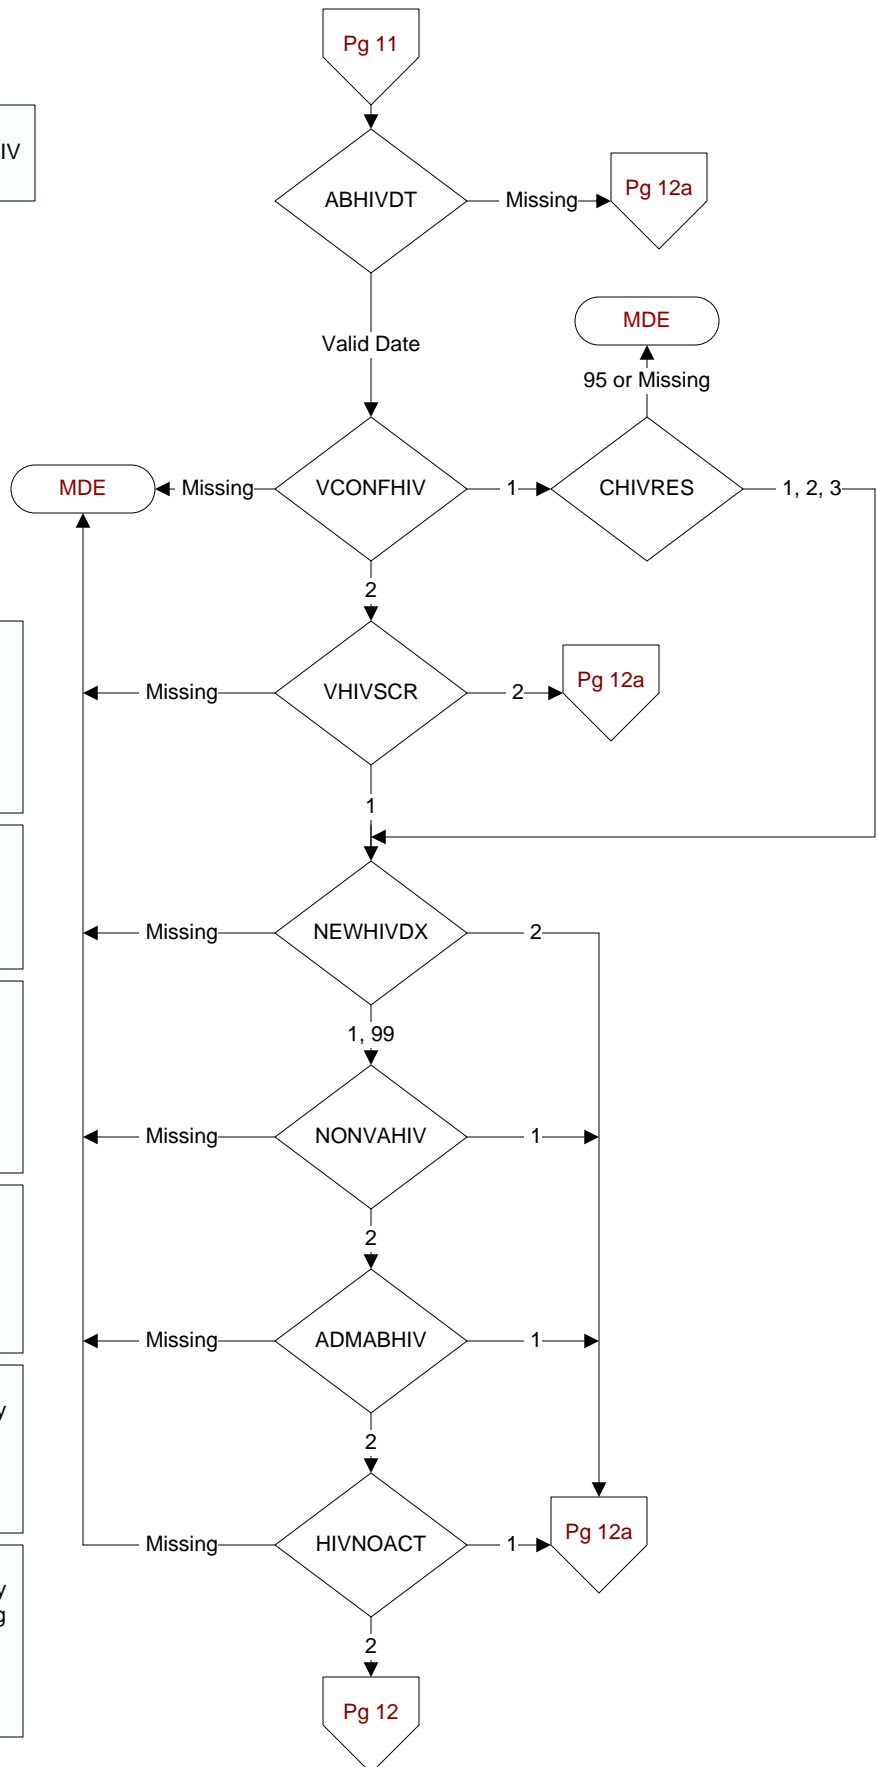 Pg 11
IV
ABHIVDT
Missing
Pg 12a
MDE
Valid Date
95 or Missing
MDE
Missing
VCONFHIV
1
CHIVRES
1, 2, 3
2
Missing
VHIVSCR
2
Pg 12a
1
Missing
NEWHIVDX
2
1, 99
Missing
NONVAHIV
1
2
Missing
ADMABHIV
1
y
2
Missing
HIVNOACT
1
Pg 12a
y
g
2
Pg 12